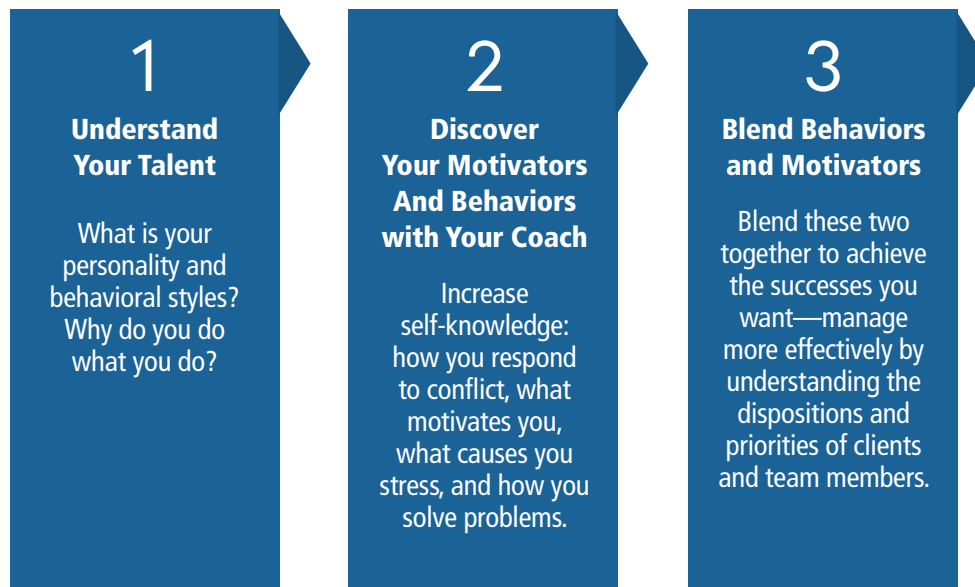 1
Understand
Your Talent
What is your
personality and
behavioral styles?
Why do you do
what you do?
2
Discover
Your Motivators
And Behaviors
with Your Coach
Increase
self-knowledge:
how you respond
to conflict, what
motivates you,
what causes you
stress, and how you
solve problems.
3
Blend Behaviors
and Motivators
Blend these two
together to achieve
the successes you
want—manage
more effectively by
understanding the
dispositions and
priorities of clients
and team members.